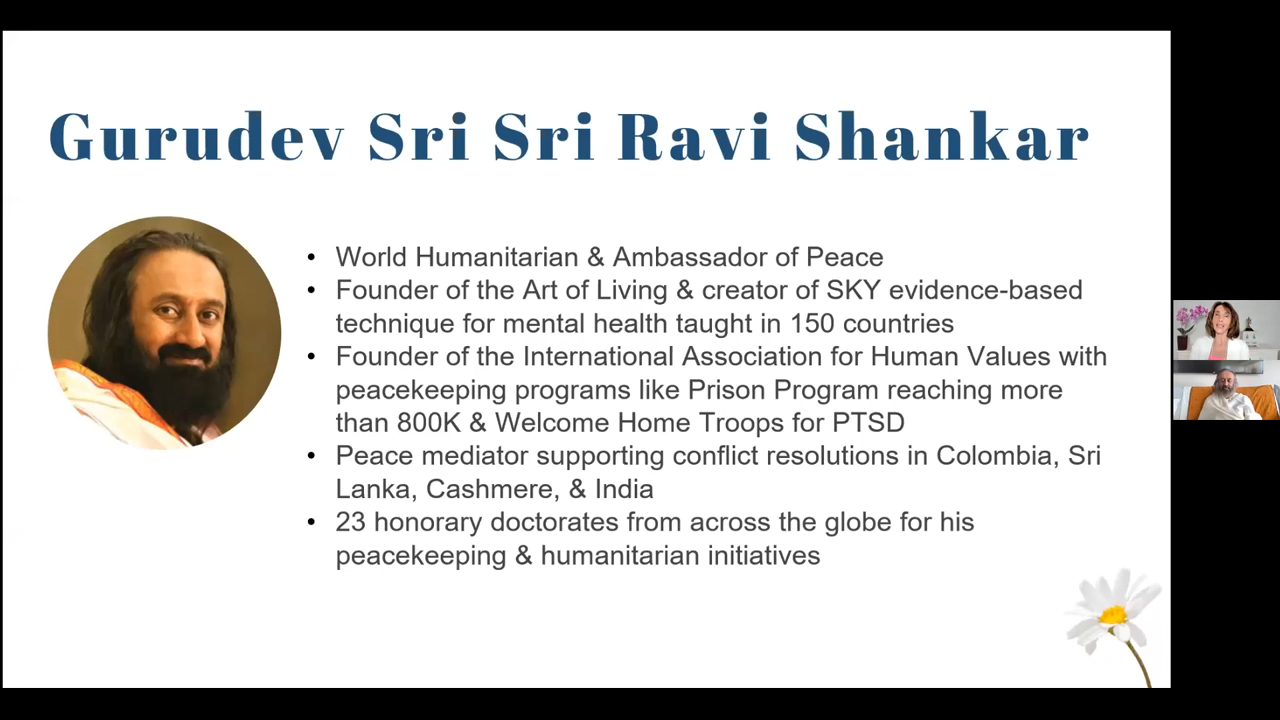 Gurudev Sri Sri Ravi Shankar
• World Humanitarian & Ambassador of Peace
• Founder of the Art of Living & creator of SKY evidence-based
technique for mental health taught in 150 countries
• Founder of the International Association for Human Values with
peacekeeping programs like Prison Program reaching more
than 800K & Welcome Home Troops for PTSD
• Peace mediator supporting conflict resolutions in Colombia, Sri
Lanka, Cashmere, & India
• 23 honorary doctorates from across the globe for his
peacekeeping & humanitarian initiatives